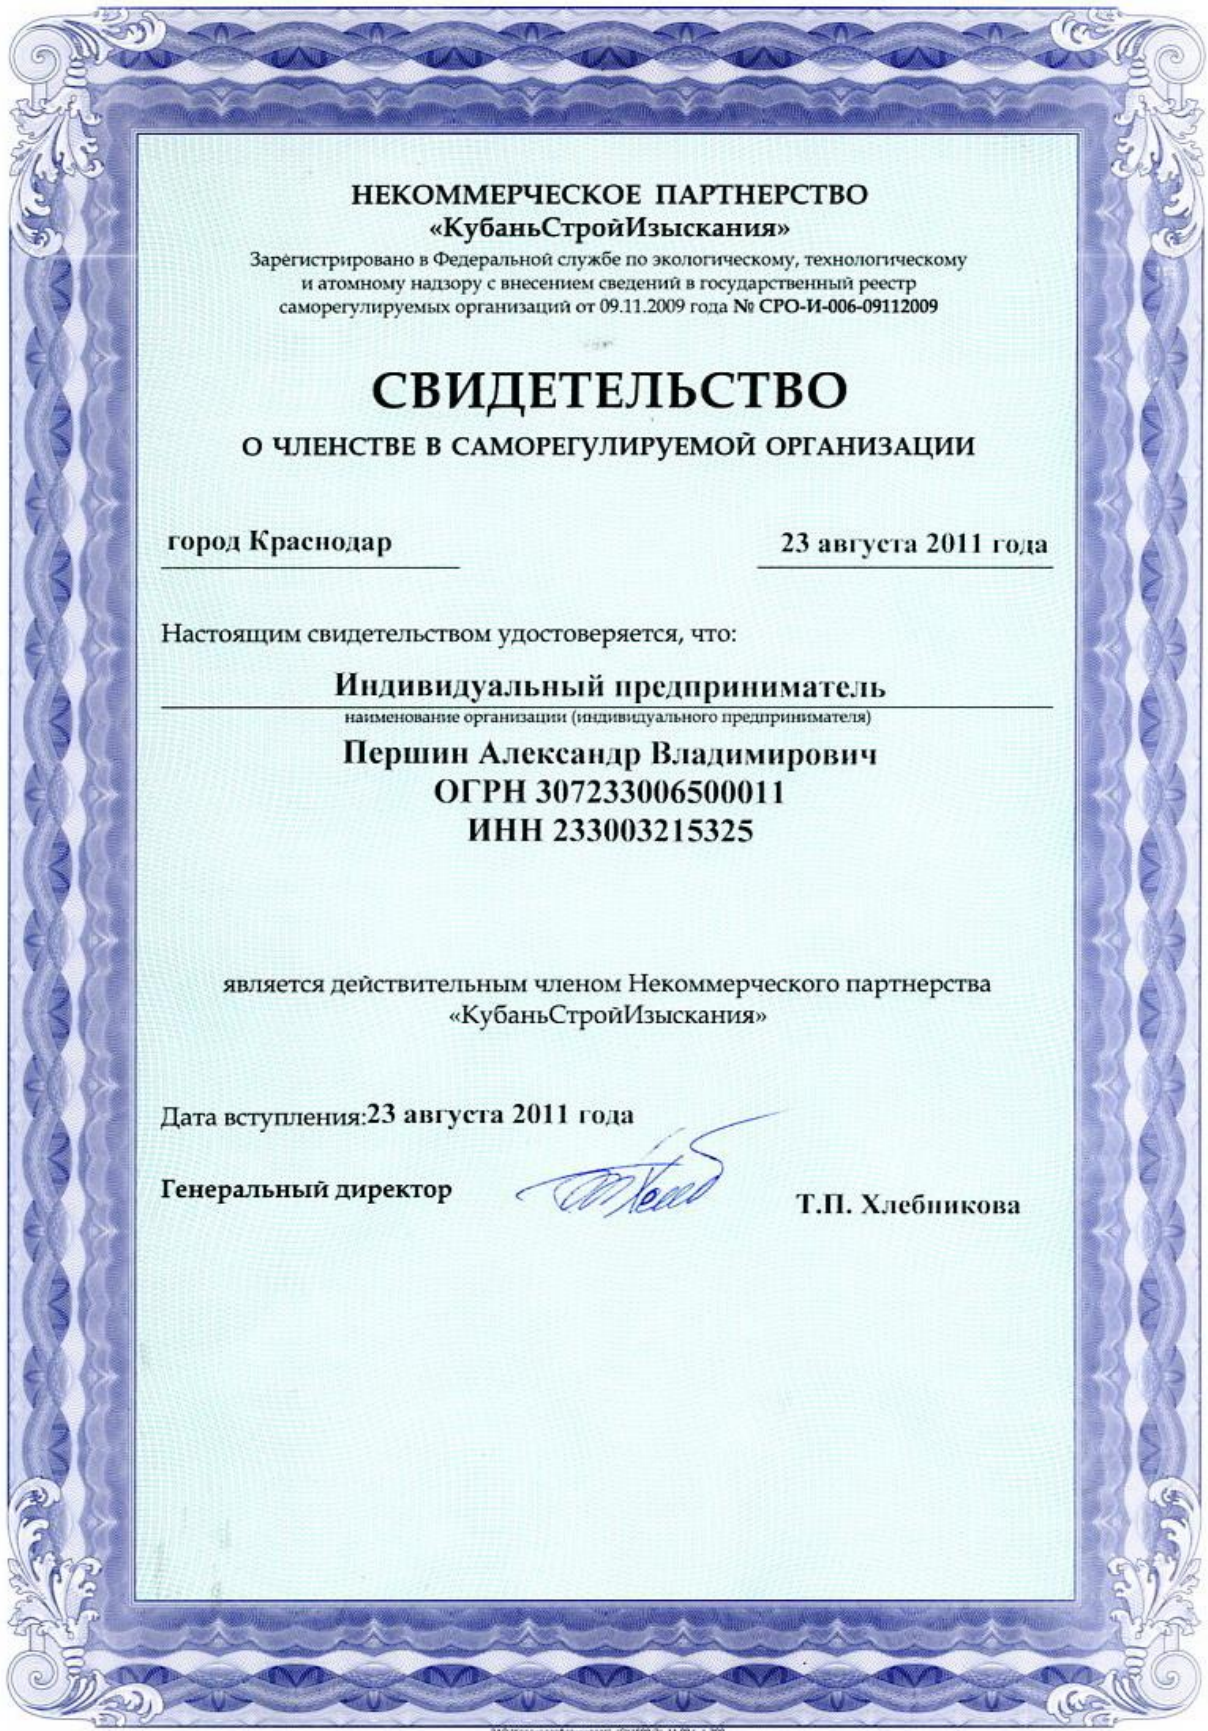 НЕКОММЕРЧЕСКОЕ ПАРТНЕРСТВО
«КубаньСтройИзыскания»
Зарегистрировано в Федеральной службе по экологическому, технологическому
и атомному надзору с внесением сведений в государственный реестр
саморегулируемых организаций от 09.11.2009 года № СРО-И-006-09112009
СВИДЕТЕЛЬСТВО
О ЧЛЕНСТВЕ В САМОРЕГУЛИРУЕМОЙ ОРГАНИЗАЦИИ
город Краснодар 23 августа 2011 года
Настоящим свидетельством удостоверяется, что:
Индивидуальный предприниматель
наименование организации (индивидуального предпринимателя)
Першин Александр Владимирович
ОГРН 307233006500011
ИНН 233003215325
является действительным членом Некоммерческого партнерства
«КубаньСтройИзыскания»
Дата вступления:23 августа 2011 года
Генеральный директор Т.П. Хлебникова